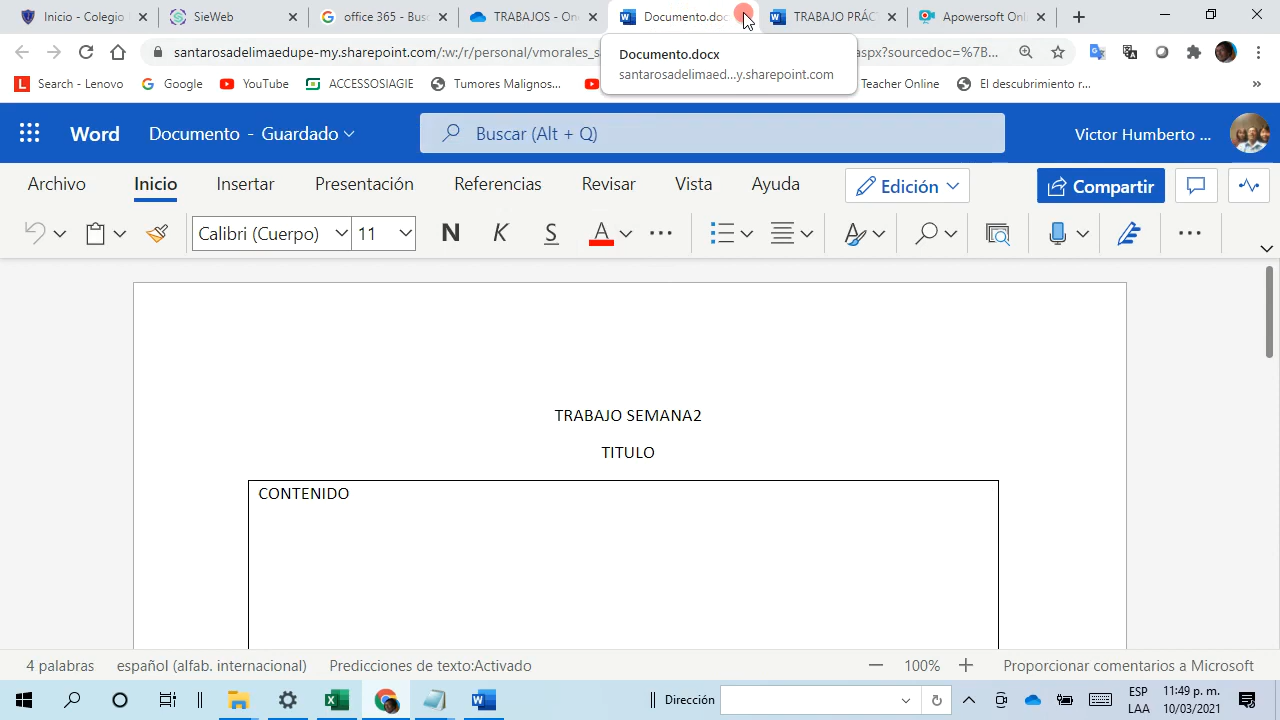 Inicio - Colegio
SieWeb
office 365 - Bus
TRABAJOS - On
Documento.doc
TRABAJO PRÁC
Apowersoft Onl
santarosadelimaedupe-my.sharepoint.com/:w:/r/personal/vmorales_s
aspx?sourcedoc=%7B...
Documento.docx
santarosadelimaed...y.sharepoint.com
Search - Lenovo
Google
YouTube
ACCESSOSIAGIE
Tumores Malignos...
Teacher Online
El descubrimiento r...
»
Word
Documento - Guardado
Buscar (Alt + Q)
Victor Humberto ...
Archivo
Inicio
Insertar
Presentación
Referencias
Revisar
Vista
Ayuda
Edición
Compartir
Calibri (Cuerpo)
11
N
K
S
A
TRABAJO SEMANA2
TITULO
CONTENIDO
4 palabras
español (alfab. internacional)
Predicciones de texto:Activado
100%
Proporcionar comentarios a Microsoft
Dirección
ESP
LAA
11:49 p. m.
10/03/2021